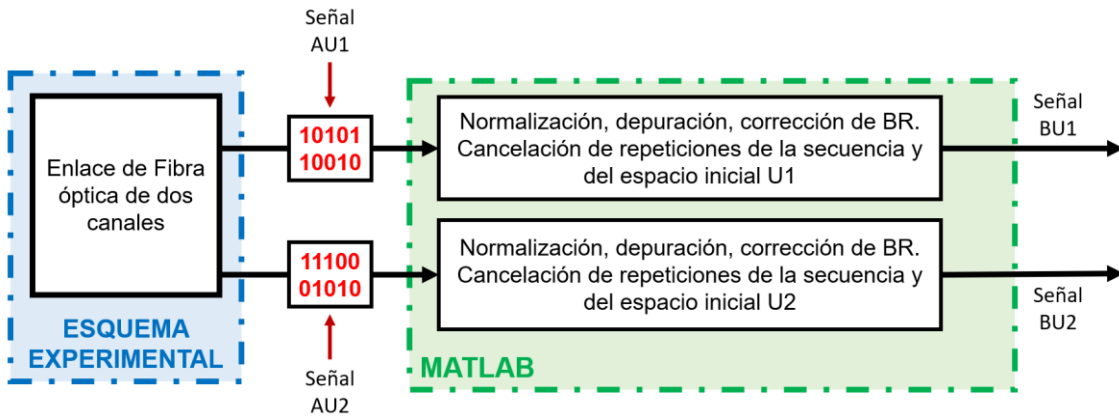 Señal
AU1
Enlace de Fibra
óptica de dos
canales
10101
10010
Normalización, depuración, corrección de BR.
Cancelación de repeticiones de la secuencia y
del espacio inicial U1
Señal
BU1
11100
01010
Normalización, depuración, corrección de BR.
Cancelación de repeticiones de la secuencia y
del espacio inicial U2
Señal
BU2
ESQUEMA
EXPERIMENTAL
Señal
AU2
MATLAB